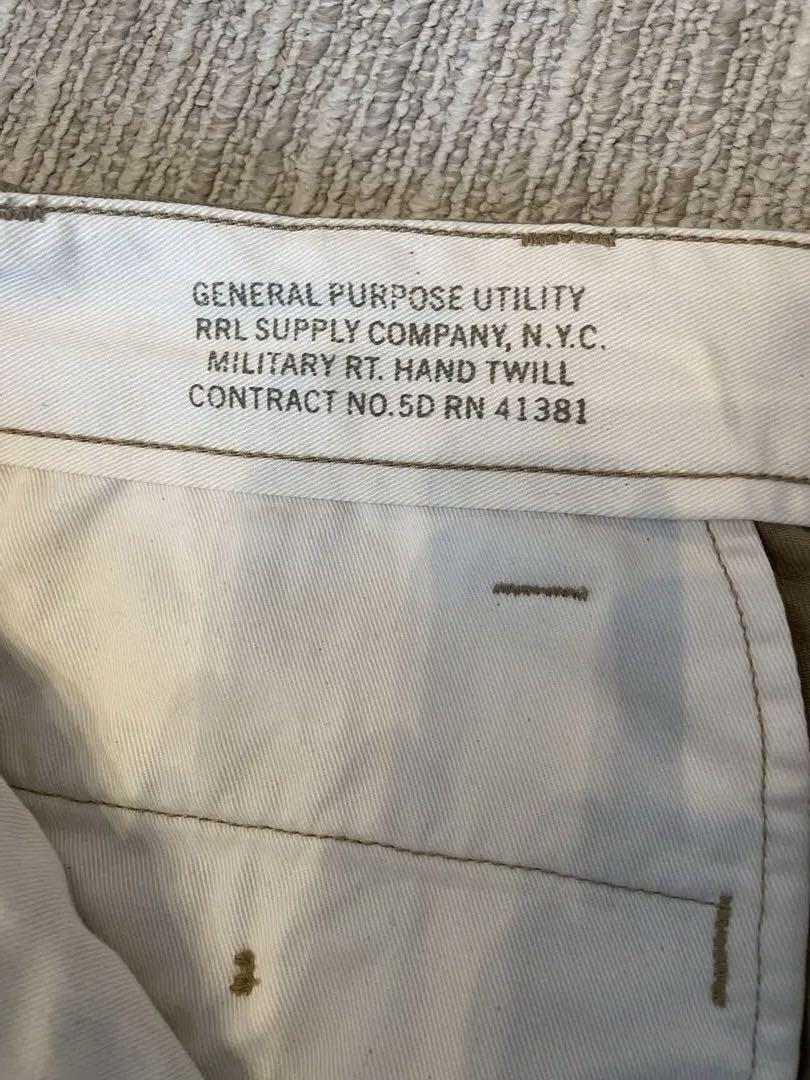 GENERAL PURPOSE UTILITY
RRL SUPPLY COMPANY, N.Y.C.
MILITARY RT. HAND TWILL
CONTRACT NO.5D RN 41381